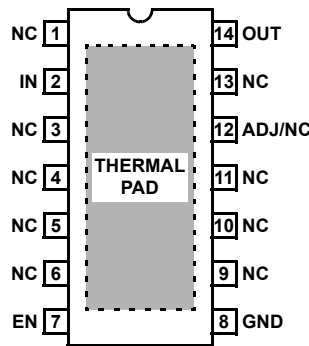 NC 1 14 OUT
IN 2 13 NC
NC 3 12 ADJ/NC
THERMAL
PAD
NC 4 11 NC
NC 5 10 NC
NC 6 9 NC
EN 7 8 GND